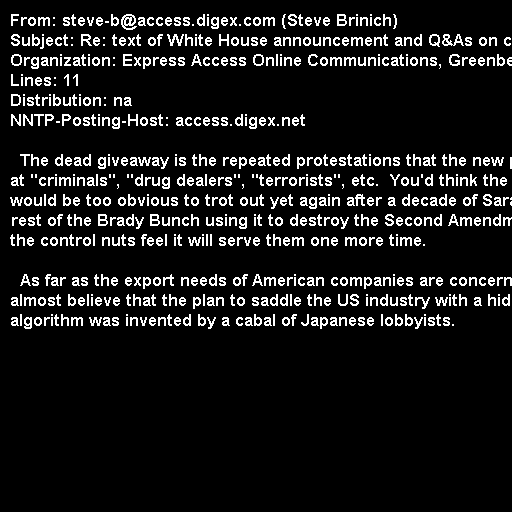 From: steve-b@access.digex.com (Steve Brinich)
Subject: Re: text of White House announcement and Q&As on c
Organization: Express Access Online Communications, Greenbe
Lines: 11
Distribution: na
NNTP-Posting-Host: access.digex.net

The dead giveaway is the repeated protestations that the new
at "criminals", "drug dealers", "terrorists", etc.  You'd think the
would be too obvious to trot out yet again after a decade of Sara
rest of the Brady Bunch using it to destroy the Second Amendm
the control nuts feel it will serve them one more time.

As far as the export needs of American companies are concern
almost believe that the plan to saddle the US industry with a hid
algorithm was invented by a cabal of Japanese lobbyists.